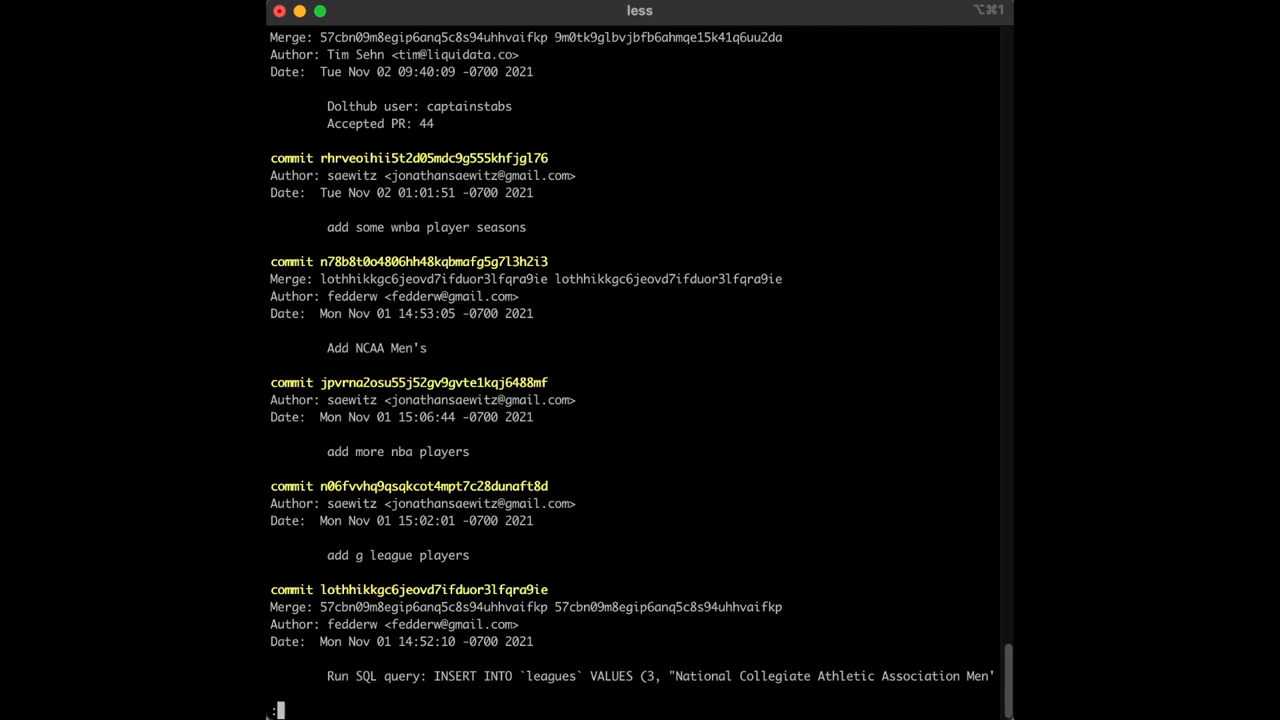 less
⌥⌘1
Merge: 57cbn09m8egip6anq5c8s94uhhvaifkp 9m0tk9glbvjbfb6ahmqe15k41q6uu2da
Author: Tim Sehn <tim@liquidata.co>
Date:  Tue Nov 02 09:40:09 -0700 2021
Dolthub user: captainstabs
Accepted PR: 44
commit rhrveoihii5t2d05mdc9g555khfjgl76
Author: saewitz <jonathansaewitz@gmail.com>
Date:  Tue Nov 02 01:01:51 -0700 2021
add some wnba player seasons
commit n78b8t0o4806hh48kqbmafg5g7l3h2i3
Merge: lothhikkgc6jeovd7ifduor3lfqra9ie lothhikkgc6jeovd7ifduor3lfqra9ie
Author: fedderw <fedderw@gmail.com>
Date:  Mon Nov 01 14:53:05 -0700 2021
Add NCAA Men's
commit jpvrna2osu55j52gv9gvte1kqj6488mf
Author: saewitz <jonathansaewitz@gmail.com>
Date:  Mon Nov 01 15:06:44 -0700 2021
add more nba players
commit n06fvvhq9qsqkcot4mpt7c28dunaft8d
Author: saewitz <jonathansaewitz@gmail.com>
Date:  Mon Nov 01 15:02:01 -0700 2021
add g league players
commit lothhikkgc6jeovd7ifduor3lfqra9ie
Merge: 57cbn09m8egip6anq5c8s94uhhvaifkp 57cbn09m8egip6anq5c8s94uhhvaifkp
Author: fedderw <fedderw@gmail.com>
Date:  Mon Nov 01 14:52:10 -0700 2021
Run SQL query: INSERT INTO `leagues` VALUES (3, "National Collegiate Athletic Association Men'
: